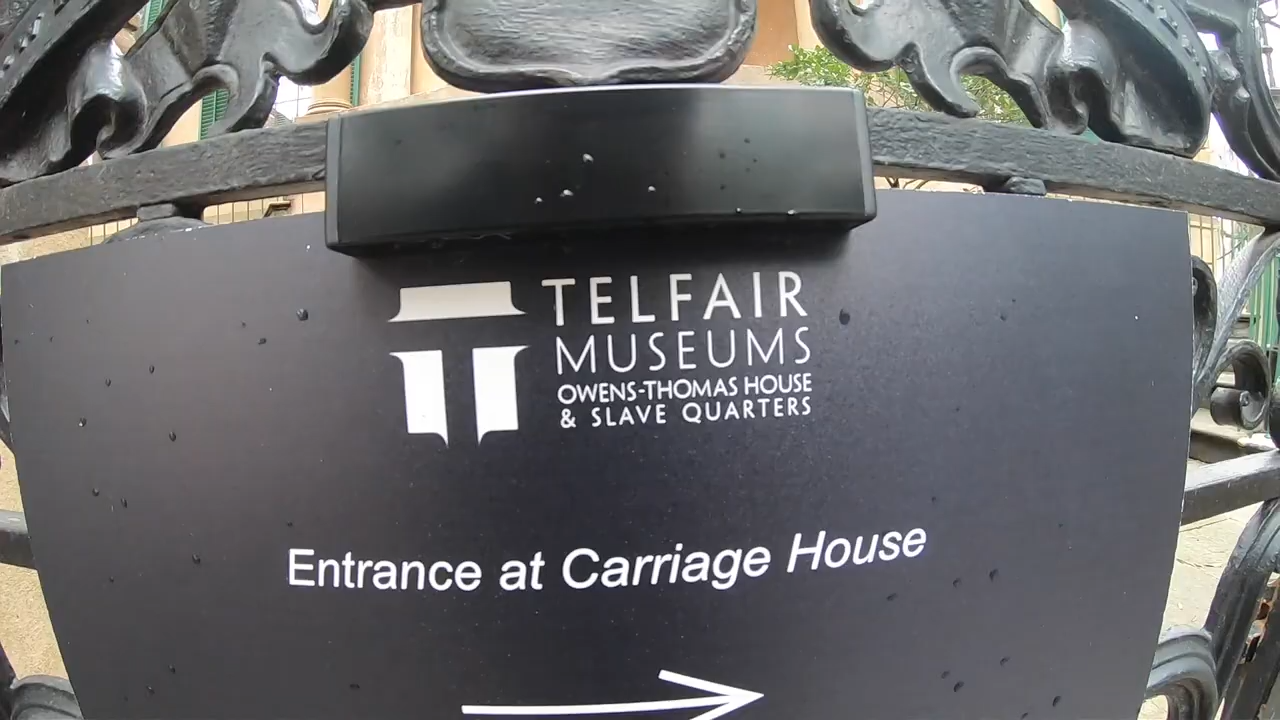 TELFAIR
MUSEUMS
OWENS-THOMAS HOUSE
& SLAVE QUARTERS
Entrance at Carriage House